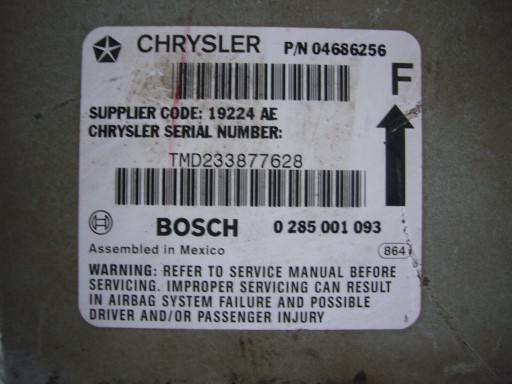 CHRYSLER P/N 04686256
F
SUPPLIER CODE: 19224 AE
CHRYSLER SERIAL NUMBER:
TMD233877628
BOSCH 0 285 001 093
Assembled in Mexico 864
WARNING: REFER TO SERVICE MANUAL BEFORE
SERVICING. IMPROPER SERVICING CAN RESULT
IN AIRBAG SYSTEM FAILURE AND POSSIBLE
DRIVER AND/OR PASSENGER INJURY